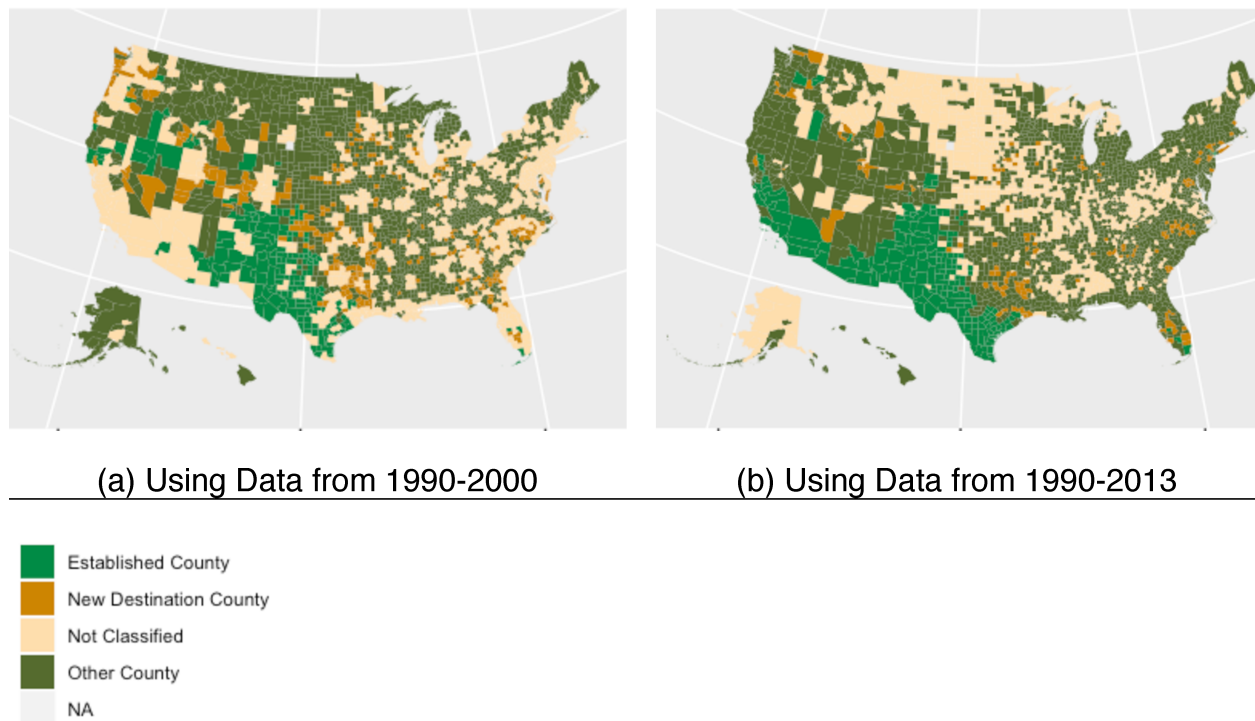 (a) Using Data from 1990-2000
(b) Using Data from 1990-2013
Established County
New Destination County
Not Classified
Other County
NA